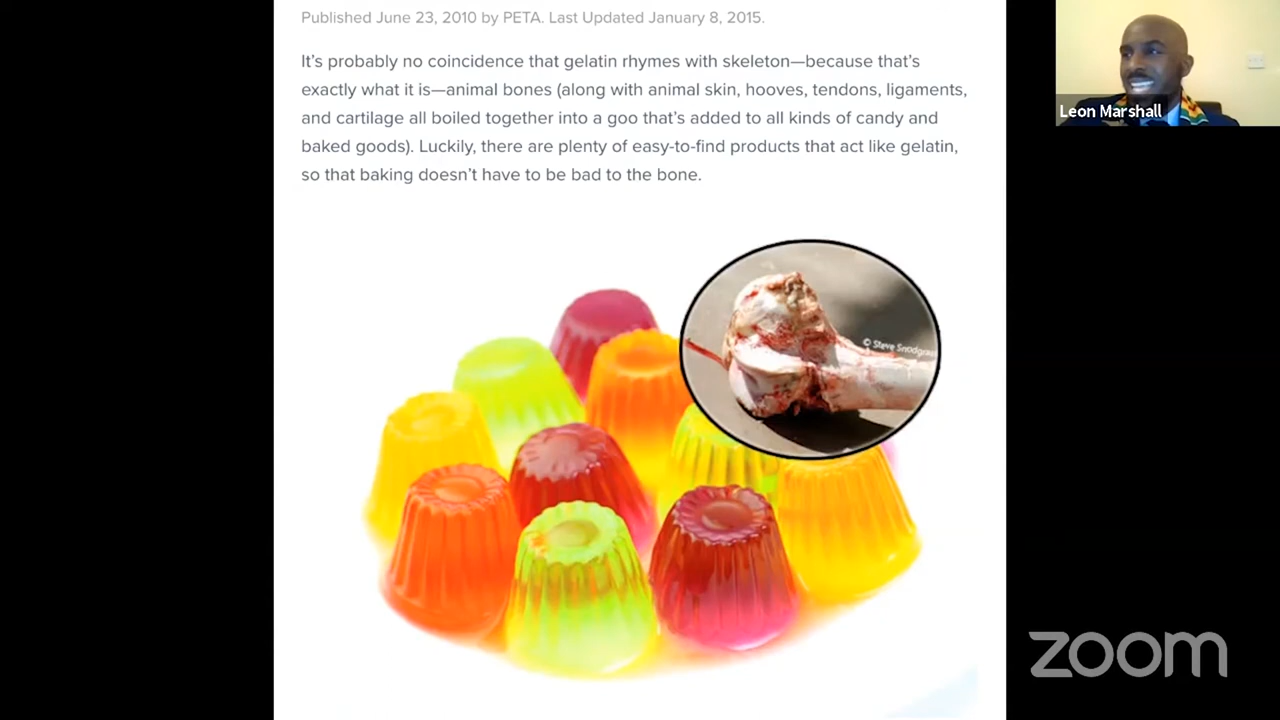 Published June 23, 2010 by PETA. Last Updated January 8, 2015.
It's probably no coincidence that gelatin rhymes with skeleton—because that's
exactly what it is—animal bones (along with animal skin, hooves, tendons, ligaments,
and cartilage all boiled together into a goo that's added to all kinds of candy and
baked goods). Luckily, there are plenty of easy-to-find products that act like gelatin,
so that baking doesn't have to be bad to the bone.
Leon Marshall
© Steve
zoom